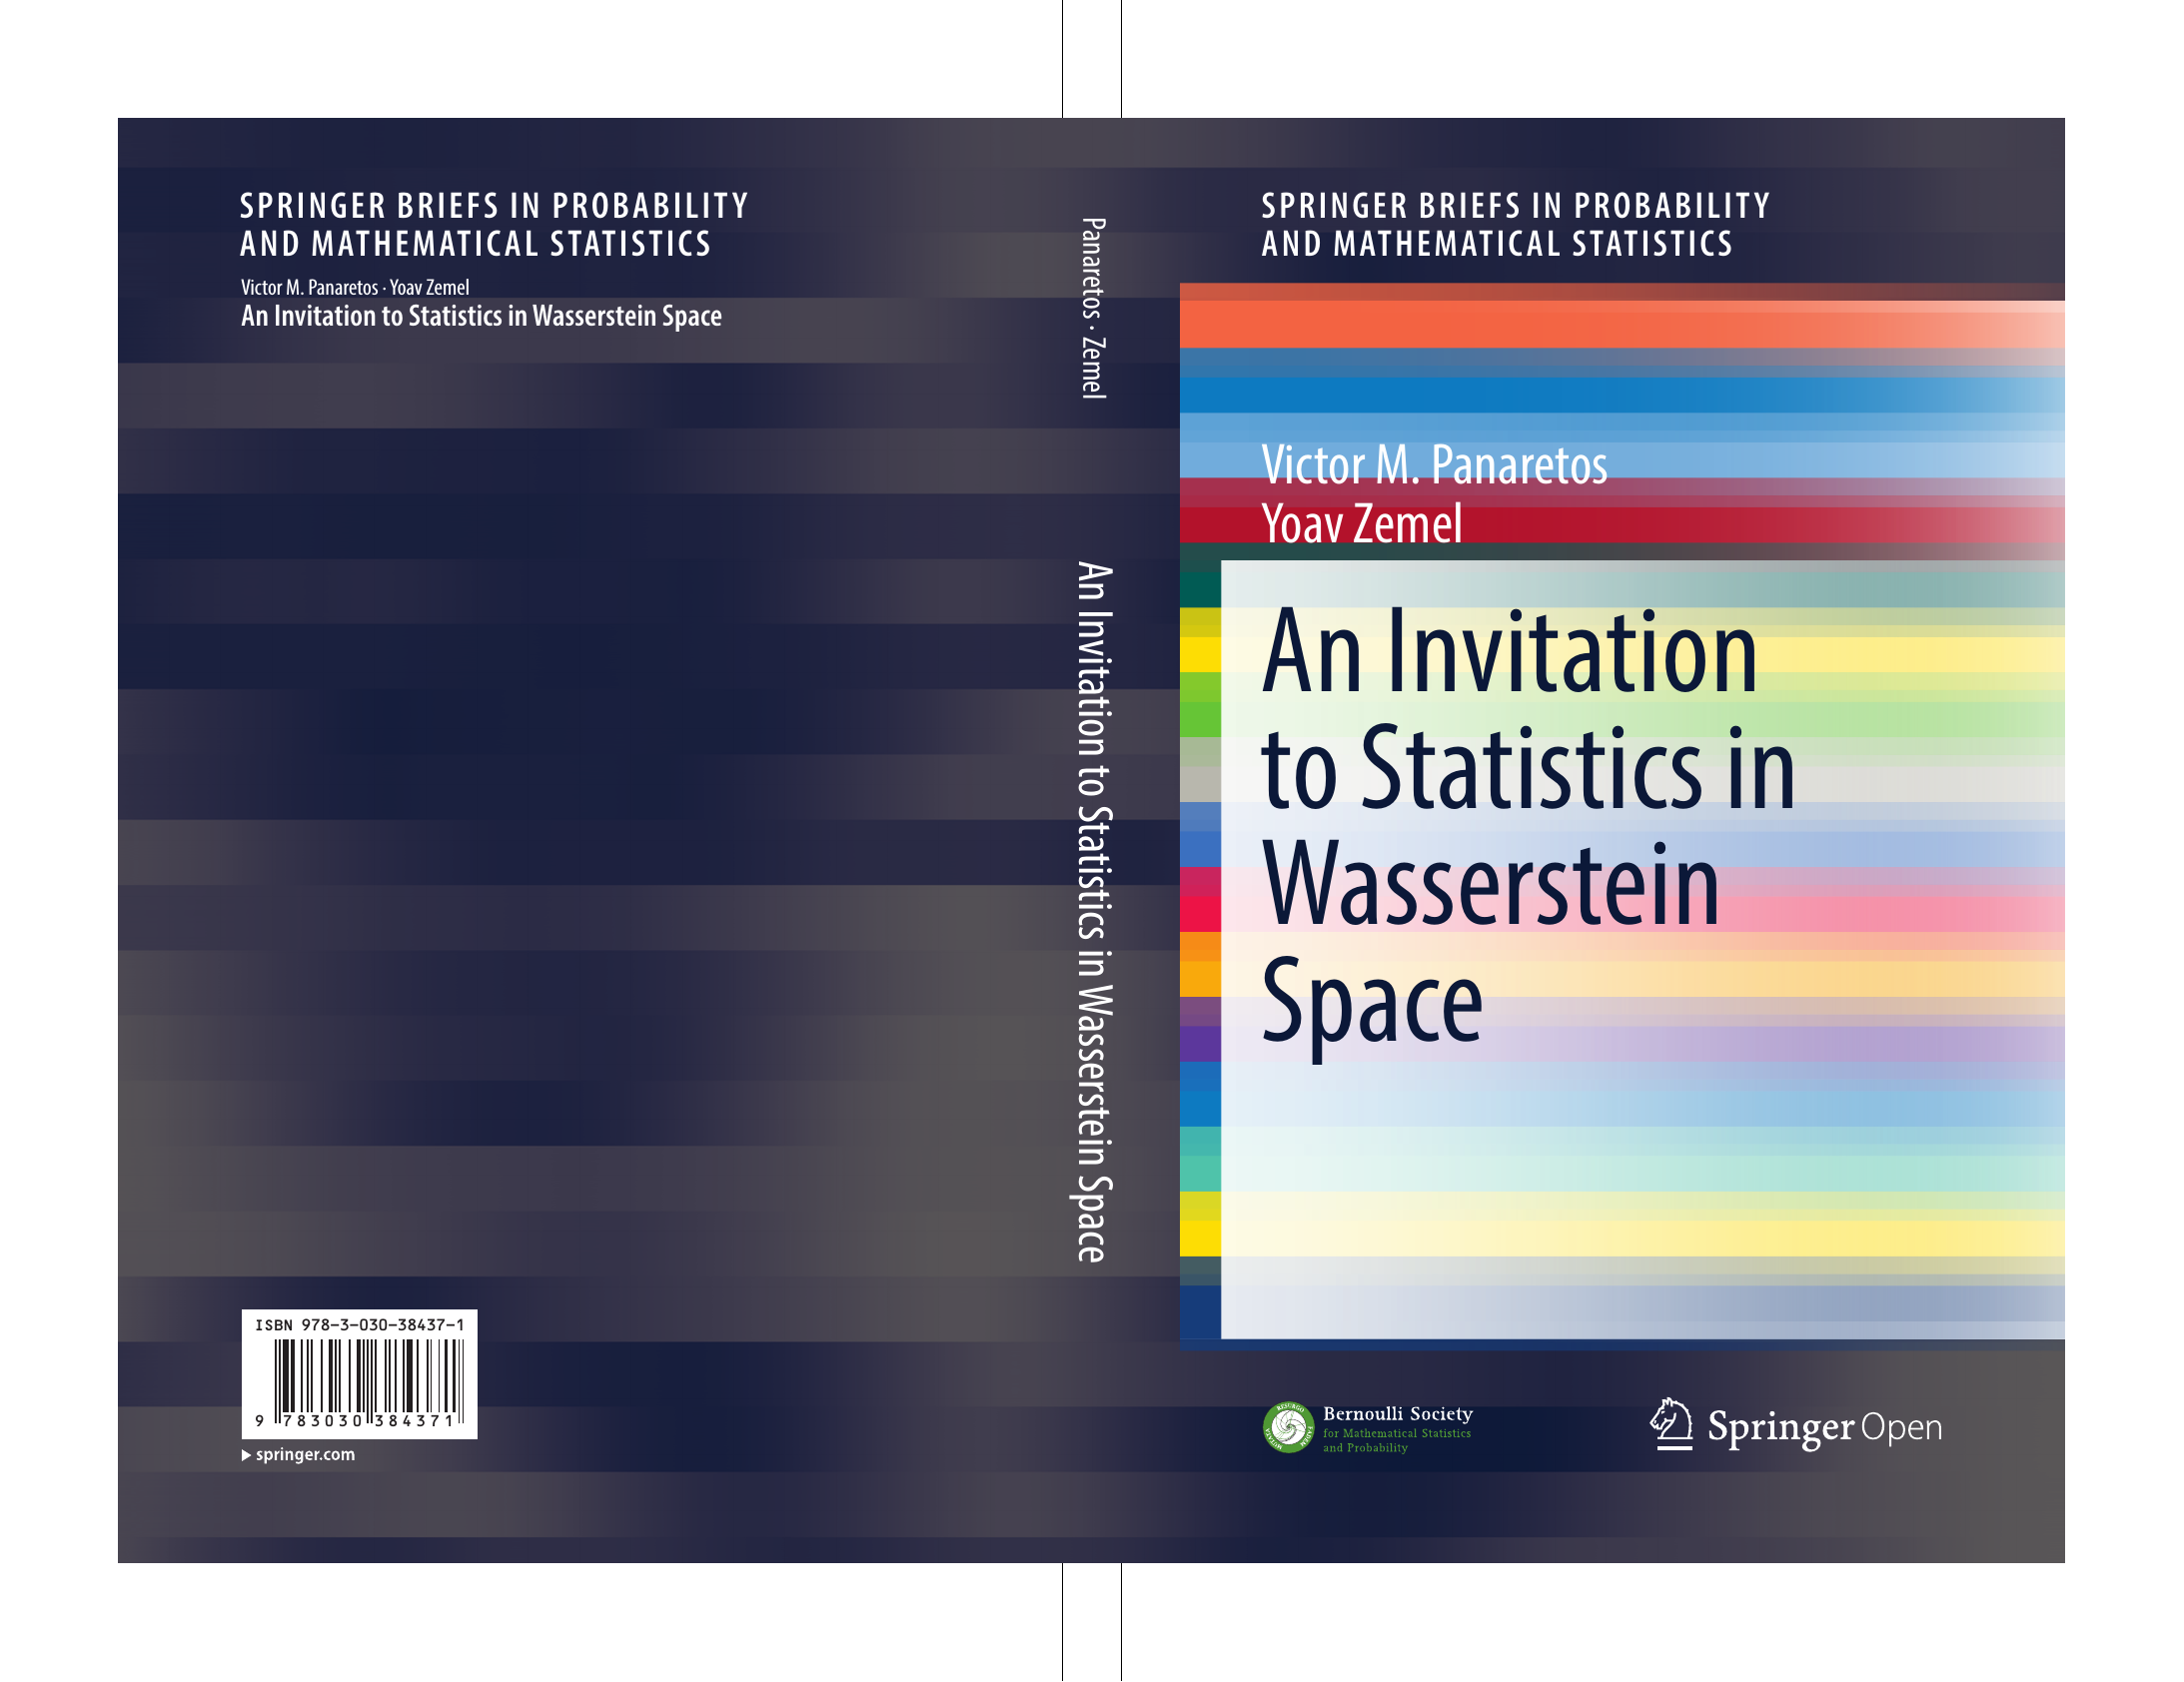 SPRINGER BRIEFS IN PROBABILITY
AND MATHEMATICAL STATISTICS
Victor M. Panaretos · Yoav Zemel
An Invitation to Statistics in Wasserstein Space
ISBN 978-3-030-38437-1
9 783030 384371
springer.com
Panaretos · Zemel
An Invitation to Statistics in Wasserstein Space
SPRINGER BRIEFS IN PROBABILITY
AND MATHEMATICAL STATISTICS
Victor M. Panaretos
Yoav Zemel
An Invitation
to Statistics in
Wasserstein
Space
RESURGO
EADEM
MUTATA
Bernoulli Society
for Mathematical Statistics
and Probability
Springer Open